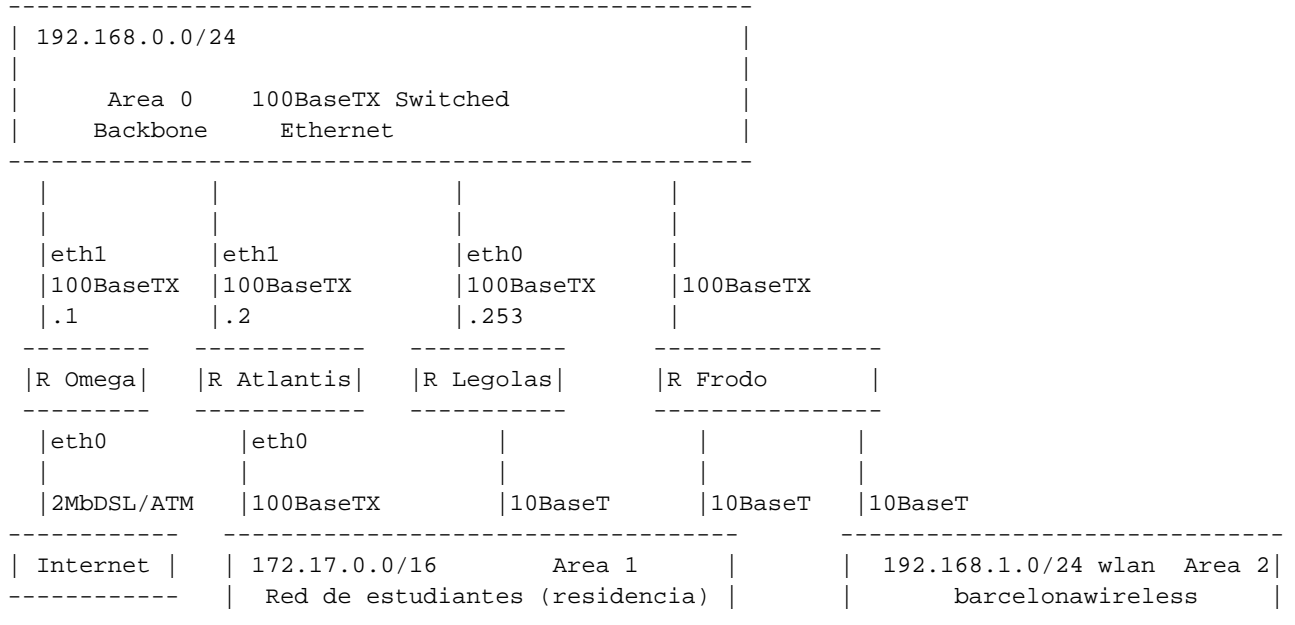 192.168.0.0/24
Area 0 100BaseTX Switched
Backbone Ethernet
eth1 eth1 eth0
100BaseTX 100BaseTX 100BaseTX 100BaseTX
.1 .2 .253
R Omega R Atlantis R Legolas R Frodo
eth0 eth0
2MbDSL/ATM 100BaseTX 10BaseT 10BaseT 10BaseT
Internet 172.17.0.0/16 Area 1 192.168.1.0/24 wlan Area 2
Red de estudiantes (residencia) barcelonawireless